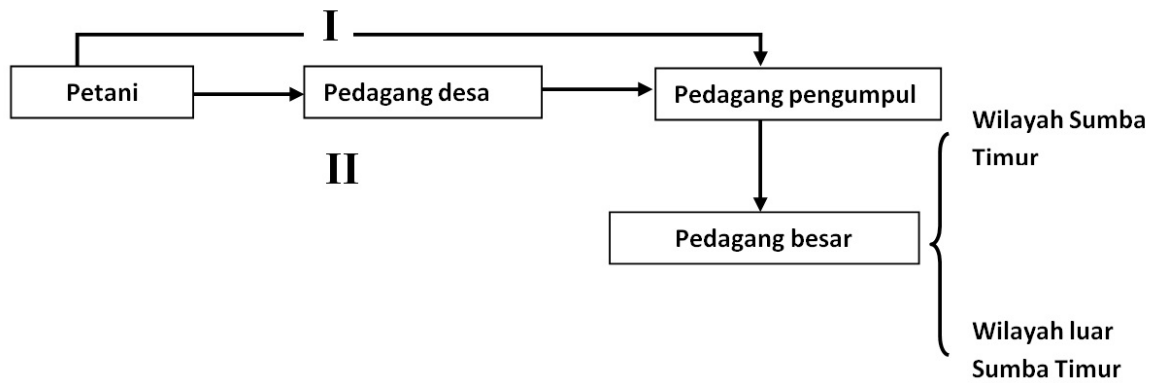 I
Petani
Pedagang desa
Pedagang pengumpul
Wilayah Sumba
Timur
II
Pedagang besar
Wilayah luar
Sumba Timur